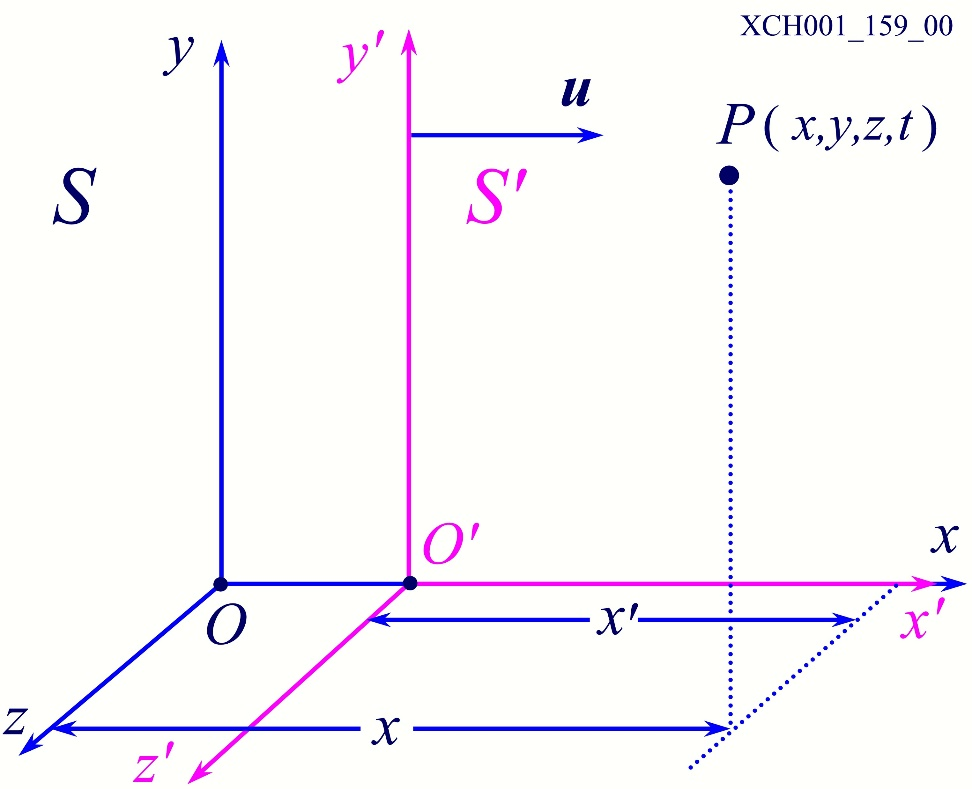 XCH001_159_00
y
y′
u
P ( x,y,z,t )
S
S′
O′
x
O
x′
x′
z
x
z′